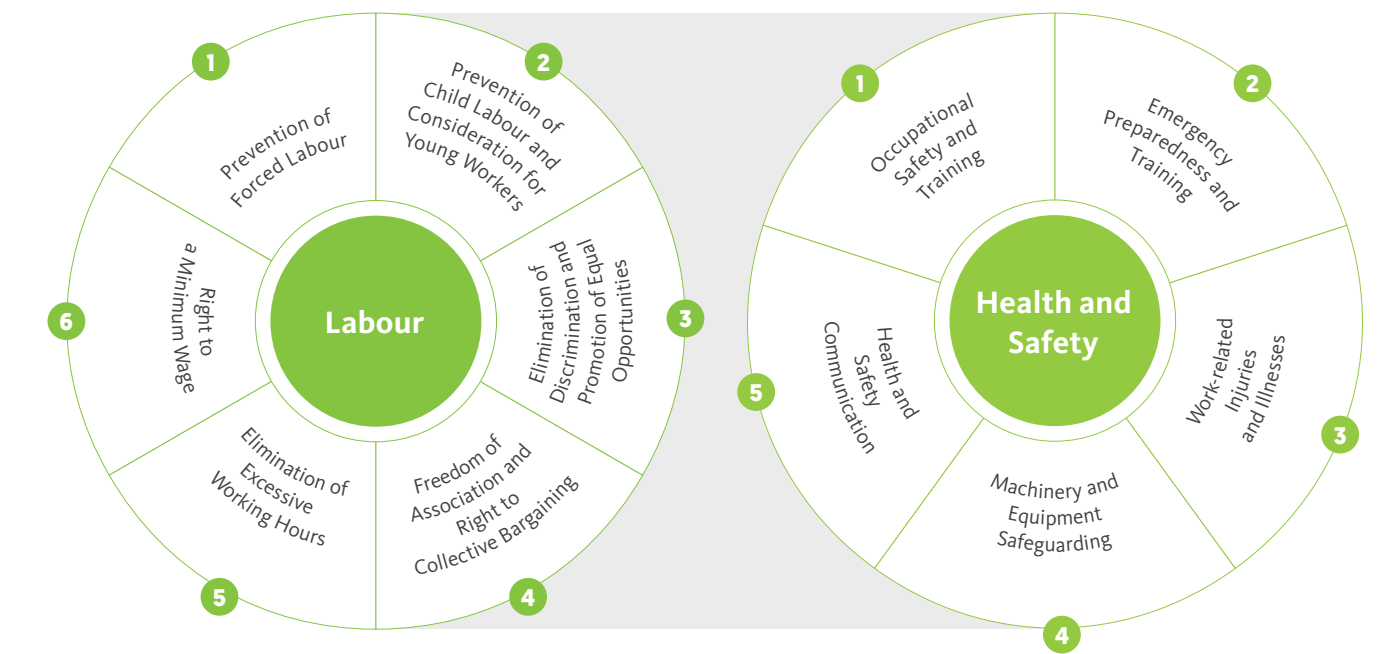 Labour
1
Prevention of
Forced Labour
2
Prevention of
Child Labour and
Consideration for
Young Workers
3
Elimination of
Discrimination and
Promotion of Equal
Opportunities
4
Freedom of
Association and
Right to
Collective Bargaining
5
Elimination of
Excessive
Working Hours
6
Right to
a Minimum Wage
Health and
Safety
1
Occupational
Safety and
Training
2
Emergency
Preparedness and
Training
3
Work-related
Injuries
and Illnesses
4
Machinery and
Equipment
Safeguarding
5
Health and
Safety
Communication